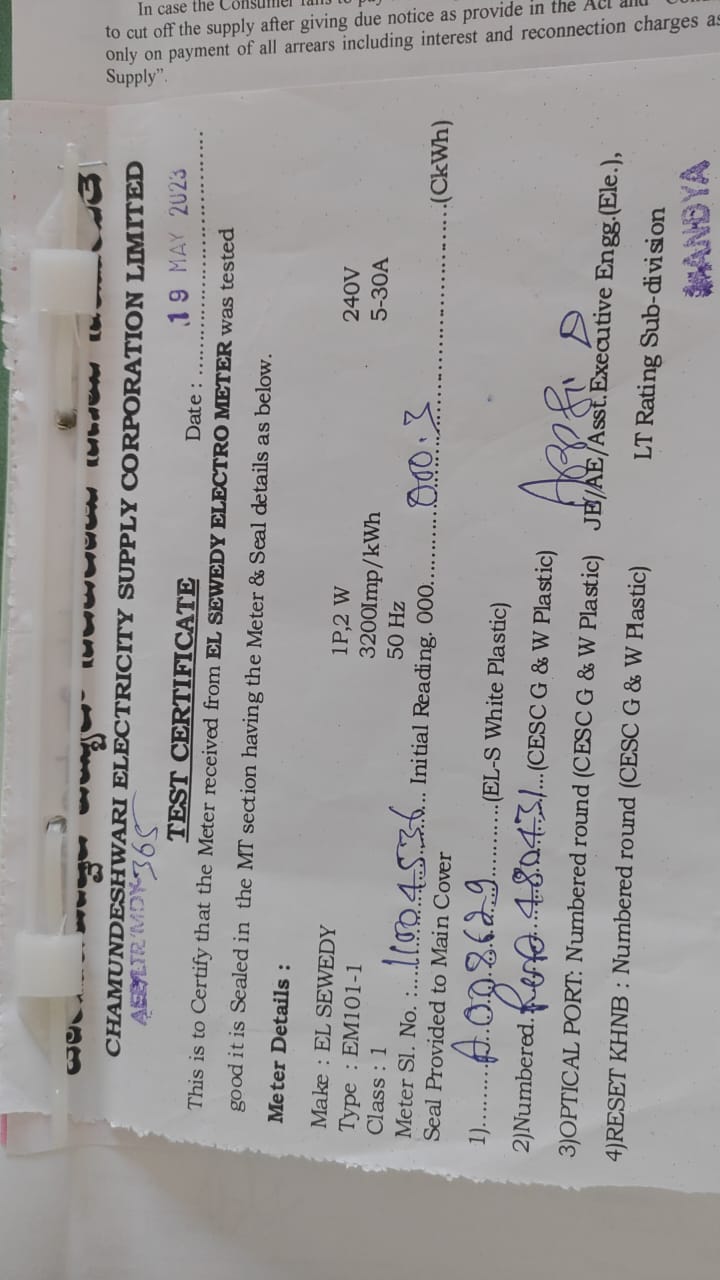 In case the Consumer fails to
to cut off the supply after giving due notice as provide in the Act and
only on payment of all arrears including interest and reconnection charges as
Supply".
CHAMUNDESHWARI ELECTRICITY SUPPLY CORPORATION LIMITED
365
TEST CERTIFICATE
Date : 19 MAY 2023
This is to Certify that the Meter received from EL SEWEDY ELECTRO METER was tested
good it is Sealed in the MT section having the Meter & Seal details as below.
Meter Details :
Make : EL SEWEDY
Type : EM101-1 1P,2 W 240V
Class : 1 3200Imp/kWh 5-30A
50 Hz
Meter Sl. No. :....11004536... Initial Reading. 000............000.3............(CkWh)
Seal Provided to Main Cover
1).........A008629...........(EL-S White Plastic)
2)Numbered...480431...(CESC G & W Plastic)
3)OPTICAL PORT: Numbered round (CESC G & W Plastic)
4)RESET KHNB : Numbered round (CESC G & W Plastic)
JE/AE/Asst.Executive Engg,(Ele.),
LT Rating Sub-division
MANDYA